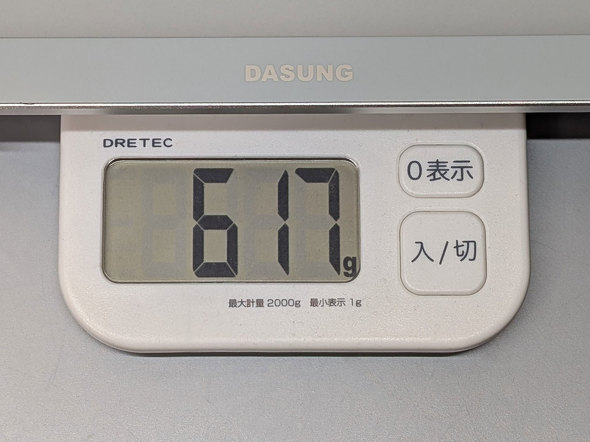 DASUNG
DRETEC
617g
0表示
入/切
最大計量 2000g 最小表示 1g